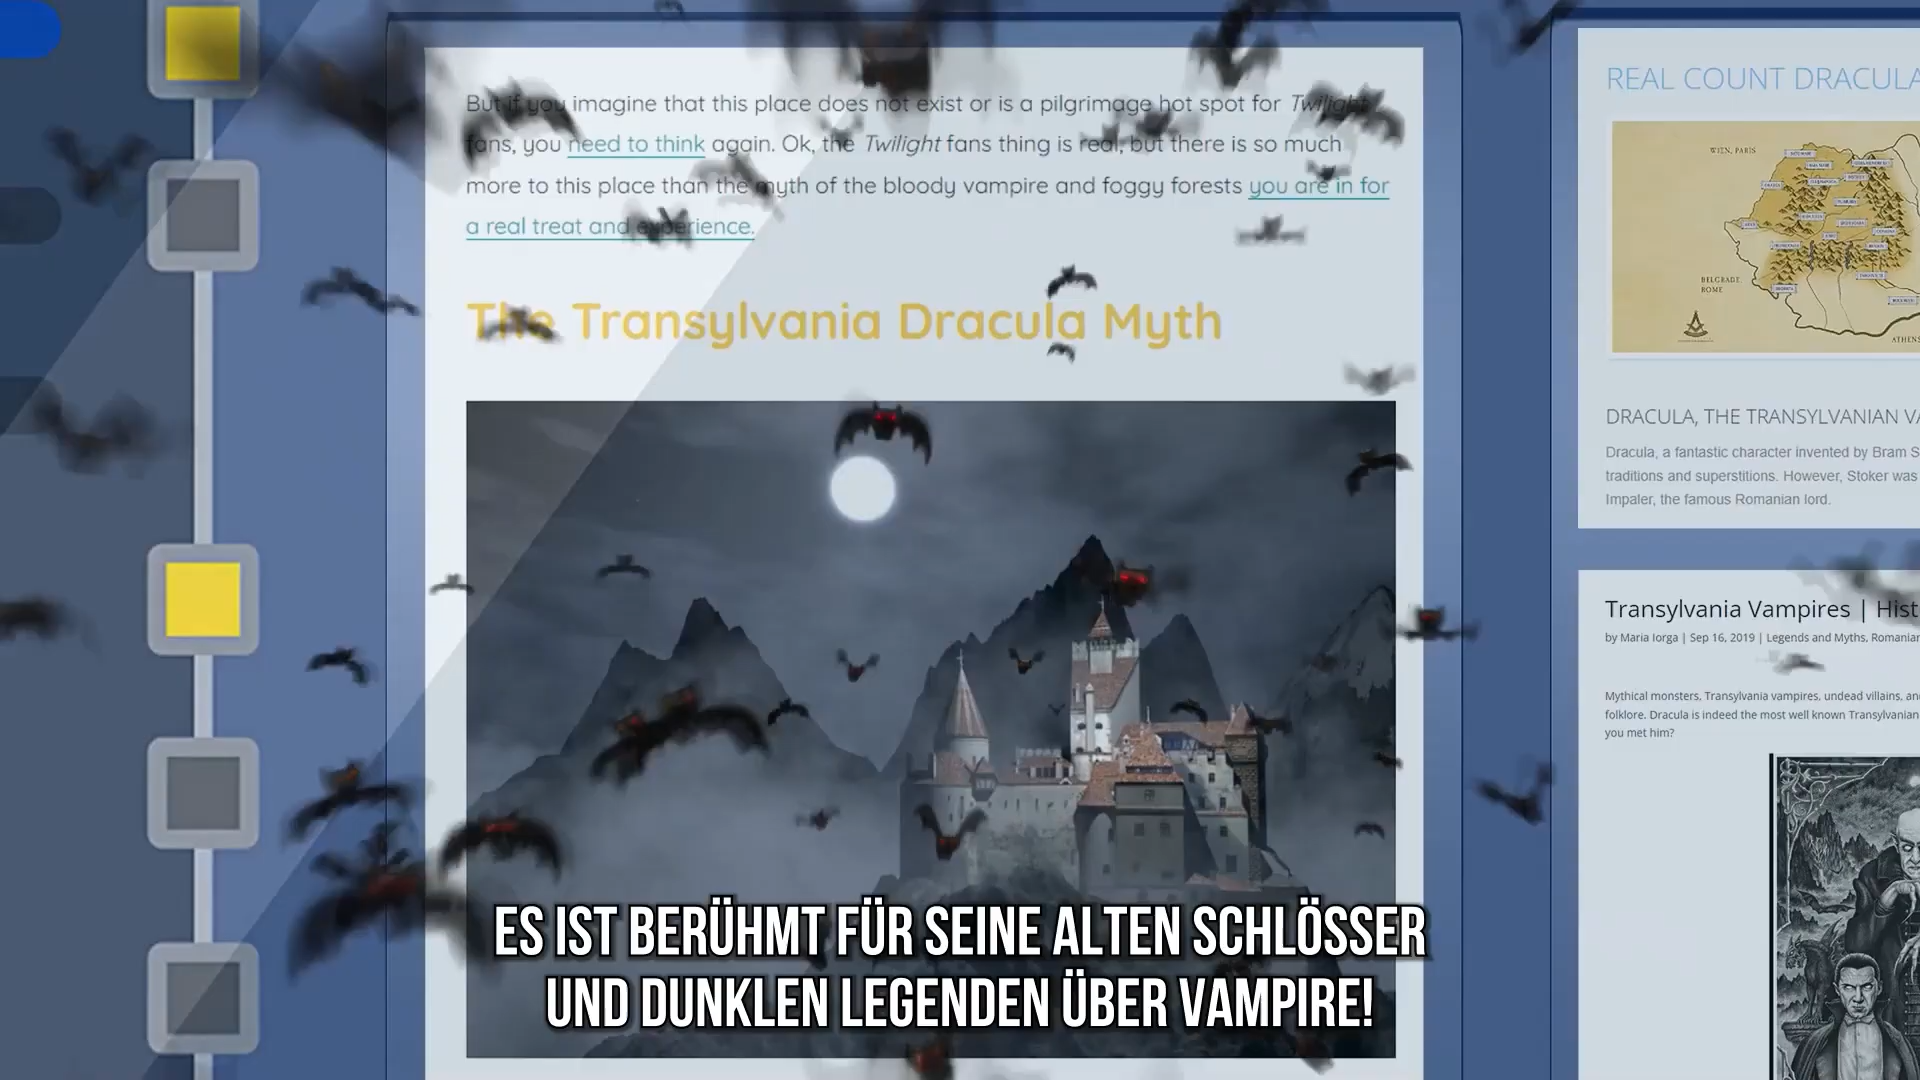 But if you imagine that this place does not exist or is a pilgrimage hot spot for Twilight
fans, you need to think again. Ok, the Twilight fans thing is real, but there is so much
more to this place than the myth of the bloody vampire and foggy forests you are in for
a real treat and experience.
The Transylvania Dracula Myth
ES IST BERÜHMT FÜR SEINE ALTEN SCHLÖSSER
UND DUNKLEN LEGENDEN ÜBER VAMPIRE!
REAL COUNT DRACULA
WIEN, PARIS
BELGRADE
ROME
ATHENS
DRACULA, THE TRANSYLVANIAN VA
Dracula, a fantastic character invented by Bram S
traditions and superstitions. However, Stoker was
Impaler, the famous Romanian lord.
Transylvania Vampires | Hist
by Maria Iorga | Sep 16, 2019 | Legends and Myths, Romanian
Mythical monsters, Transylvania vampires, undead villains, an
folklore. Dracula is indeed the most well known Transylvanian
you met him?